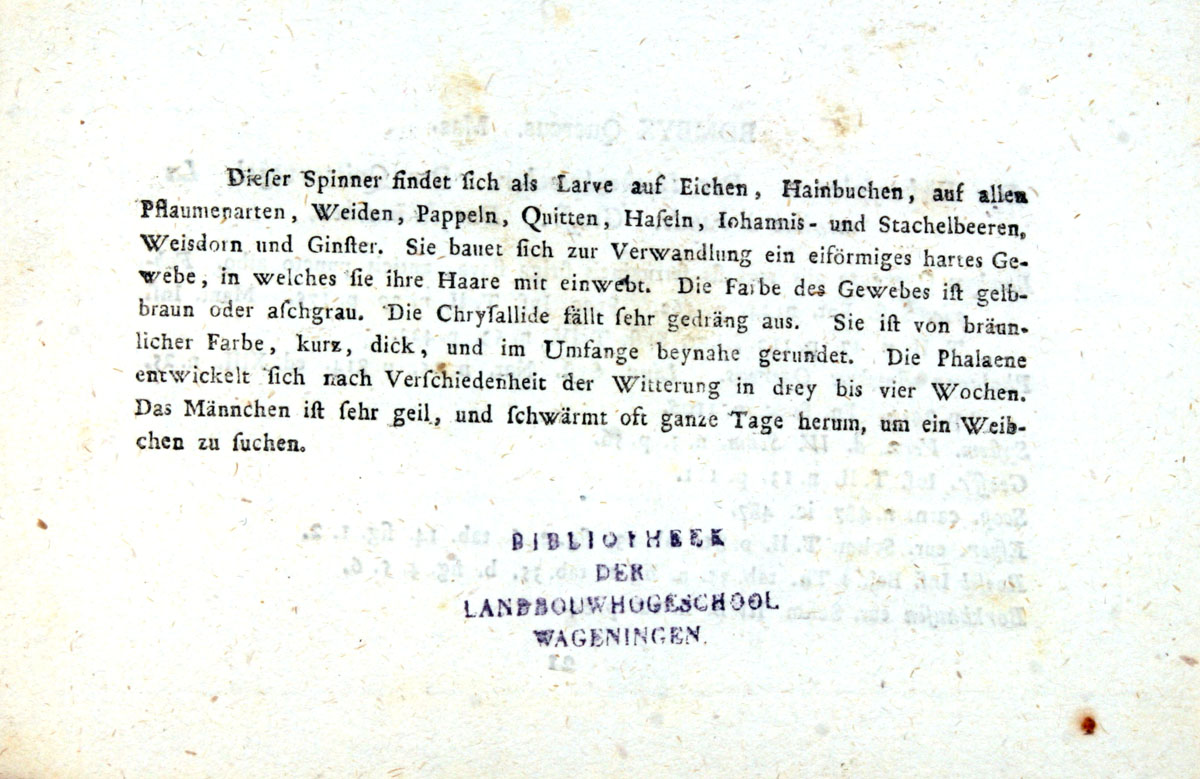 Dieſer Spinner findet ſich als Larve auf Eichen, Hainbuchen, auf allen
Pflaumenarten, Weiden, Pappeln, Quitten, Haſeln, Iohannis- und Stachelbeeren,
Weisdorn und Ginſter. Sie bauet ſich zur Verwandlung ein eiförmiges hartes Ge-
webe, in welches ſie ihre Haare mit einwebt. Die Farbe des Gewebes iſt gelb-
braun oder aſchgrau. Die Chryſallide fällt ſehr gedräng aus. Sie iſt von bräun-
licher Farbe, kurz, dick, und im Umfange beynahe gerundet. Die Phalaene
entwickelt ſich nach Verſchiedenheit der Witterung in drey bis vier Wochen.
Das Männchen iſt ſehr geil, und ſchwärmt oft ganze Tage herum, um ein Weib-
chen zu ſuchen.
BIBLIOTHEEK
DER
LANDBOUWHOGESCHOOL
WAGENINGEN.